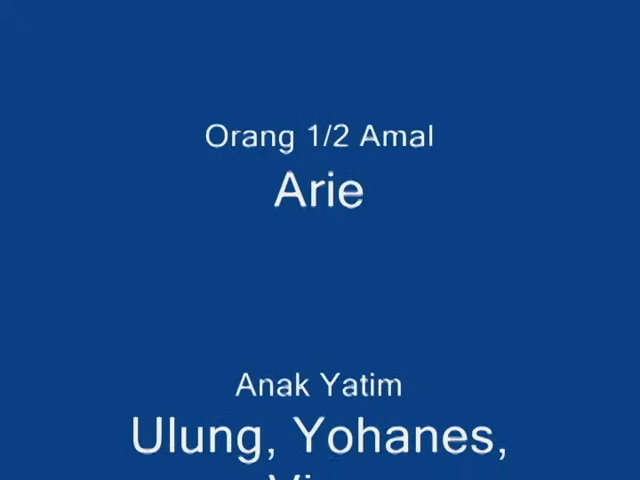 Orang 1/2 Amal
Arie
Anak Yatim
Ulung, Yohanes,